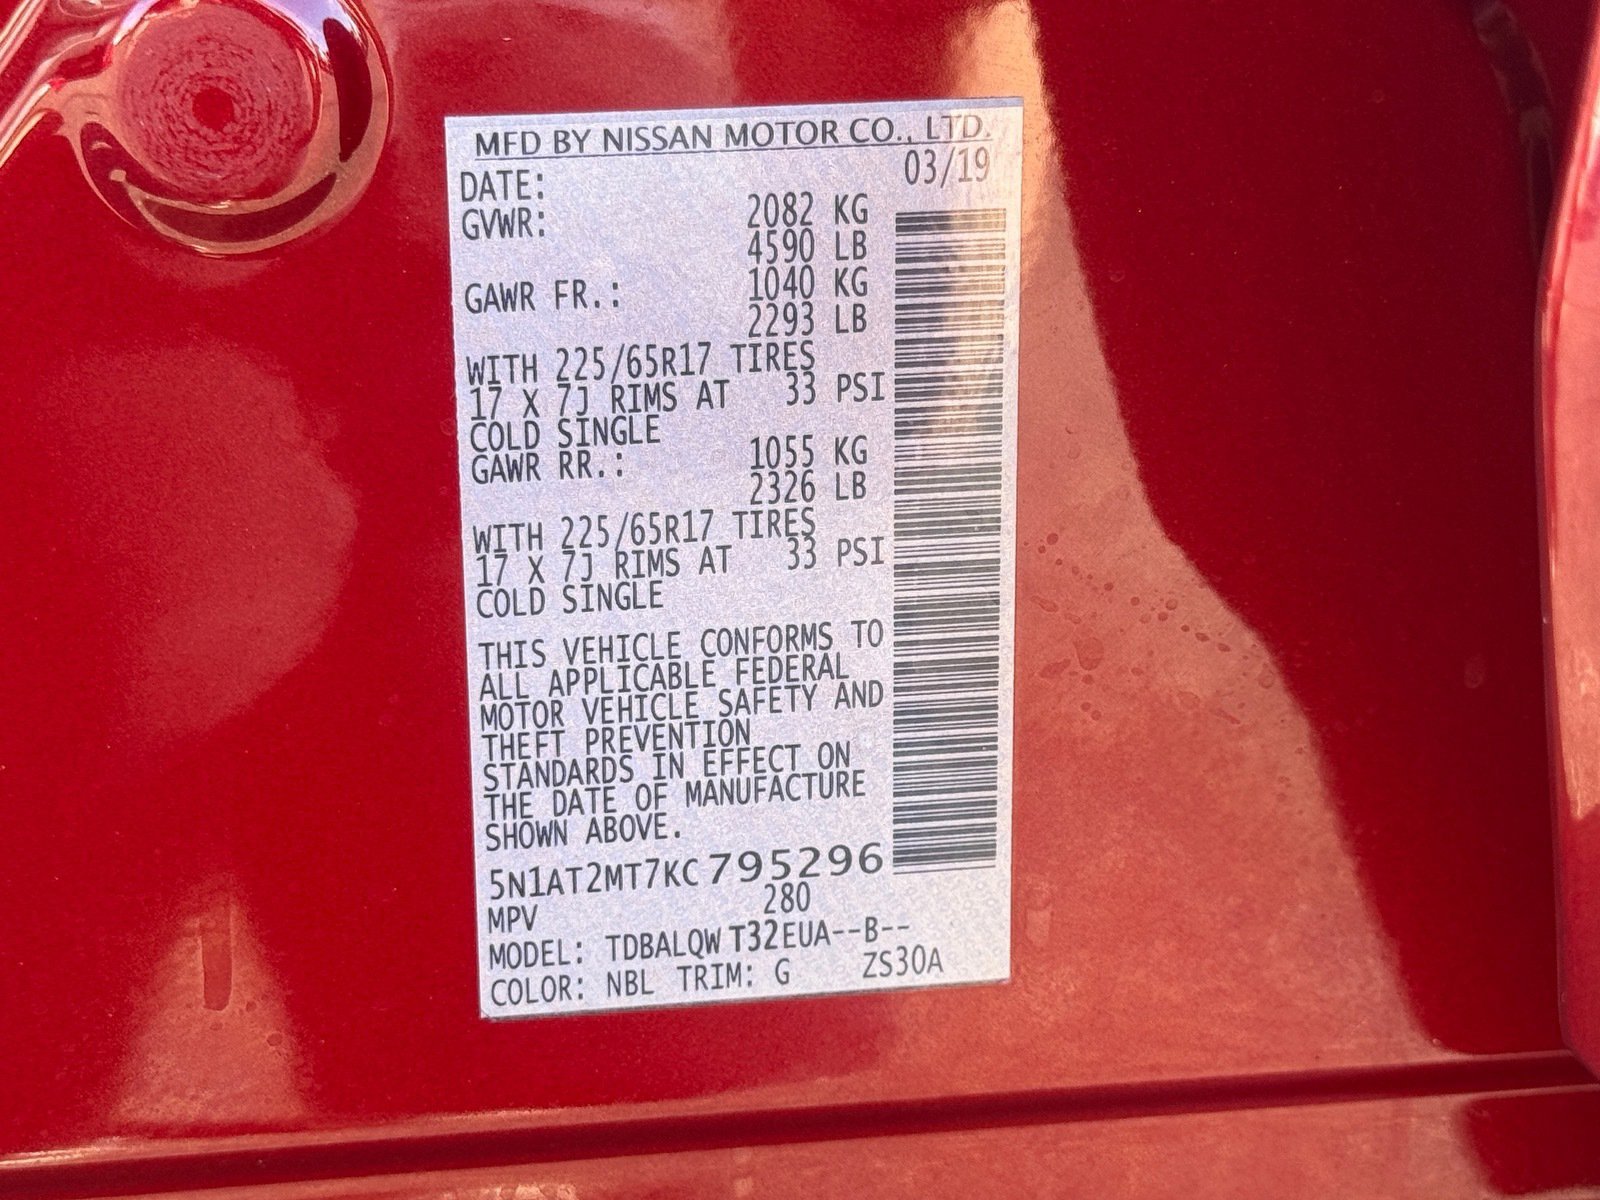 MFD BY NISSAN MOTOR CO., LTD.
DATE: 03/19
GVWR: 2082 KG
4590 LB
GAWR FR.: 1040 KG
2293 LB
WITH 225/65R17 TIRES
17 X 7J RIMS AT 33 PSI
COLD SINGLE
GAWR RR.: 1055 KG
2326 LB
WITH 225/65R17 TIRES
17 X 7J RIMS AT 33 PSI
COLD SINGLE
THIS VEHICLE CONFORMS TO
ALL APPLICABLE FEDERAL
MOTOR VEHICLE SAFETY AND
THEFT PREVENTION
STANDARDS IN EFFECT ON
THE DATE OF MANUFACTURE
SHOWN ABOVE.
5N1AT2MT7KC795296
MPV 280
MODEL: TDBALQWT32EUA--B--
COLOR: NBL TRIM: G ZS30A